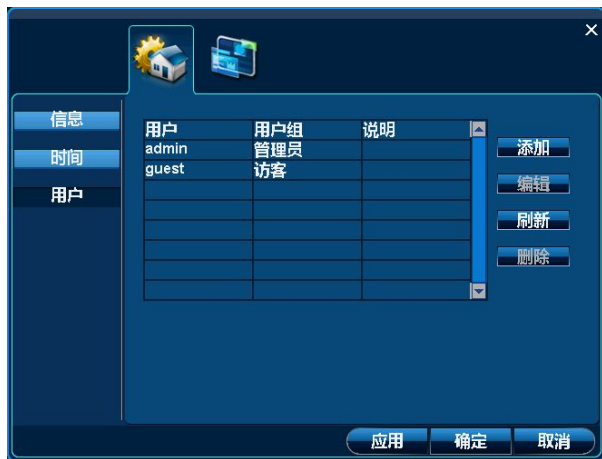 信息
时间
用户
用户 用户组 说明
admin 管理员
guest 访客
添加
编辑
刷新
删除
应用 确定 取消